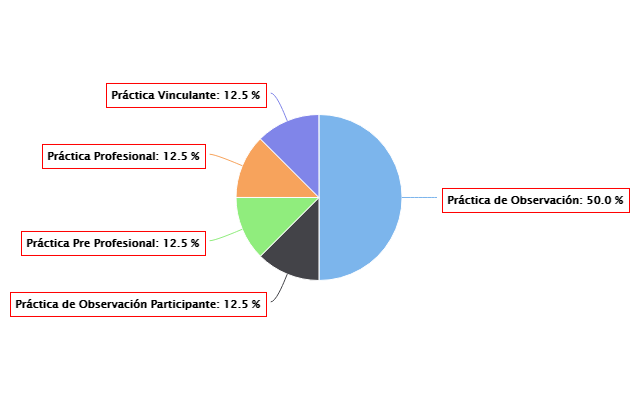 Práctica Vinculante: 12.5 %
Práctica Profesional: 12.5 %
Práctica de Observación: 50.0 %
Práctica Pre Profesional: 12.5 %
Práctica de Observación Participante: 12.5 %